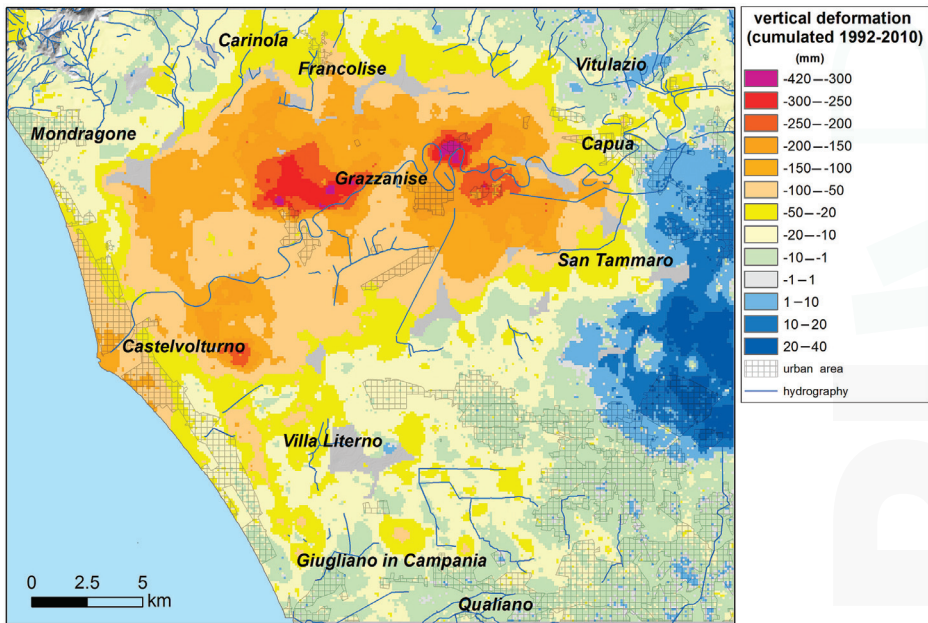 Carinola
Francolise
Vitulazio
Mondragone
Capua
Grazzanise
San Tammaro
Castelvolturno
Villa Literno
Giugliano in Campania
Qualiano
0 2.5 5
km
vertical deformation
(cumulated 1992-2010)
(mm)
-420—-300
-300—-250
-250—-200
-200—-150
-150—-100
-100—-50
-50—-20
-20—-10
-10—-1
-1—1
1—10
10—20
20—40
urban area
hydrography